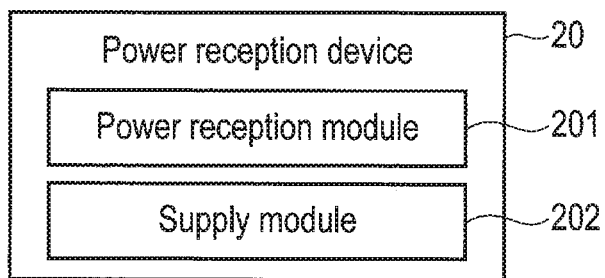 Power reception device 20
Power reception module 201
Supply module 202